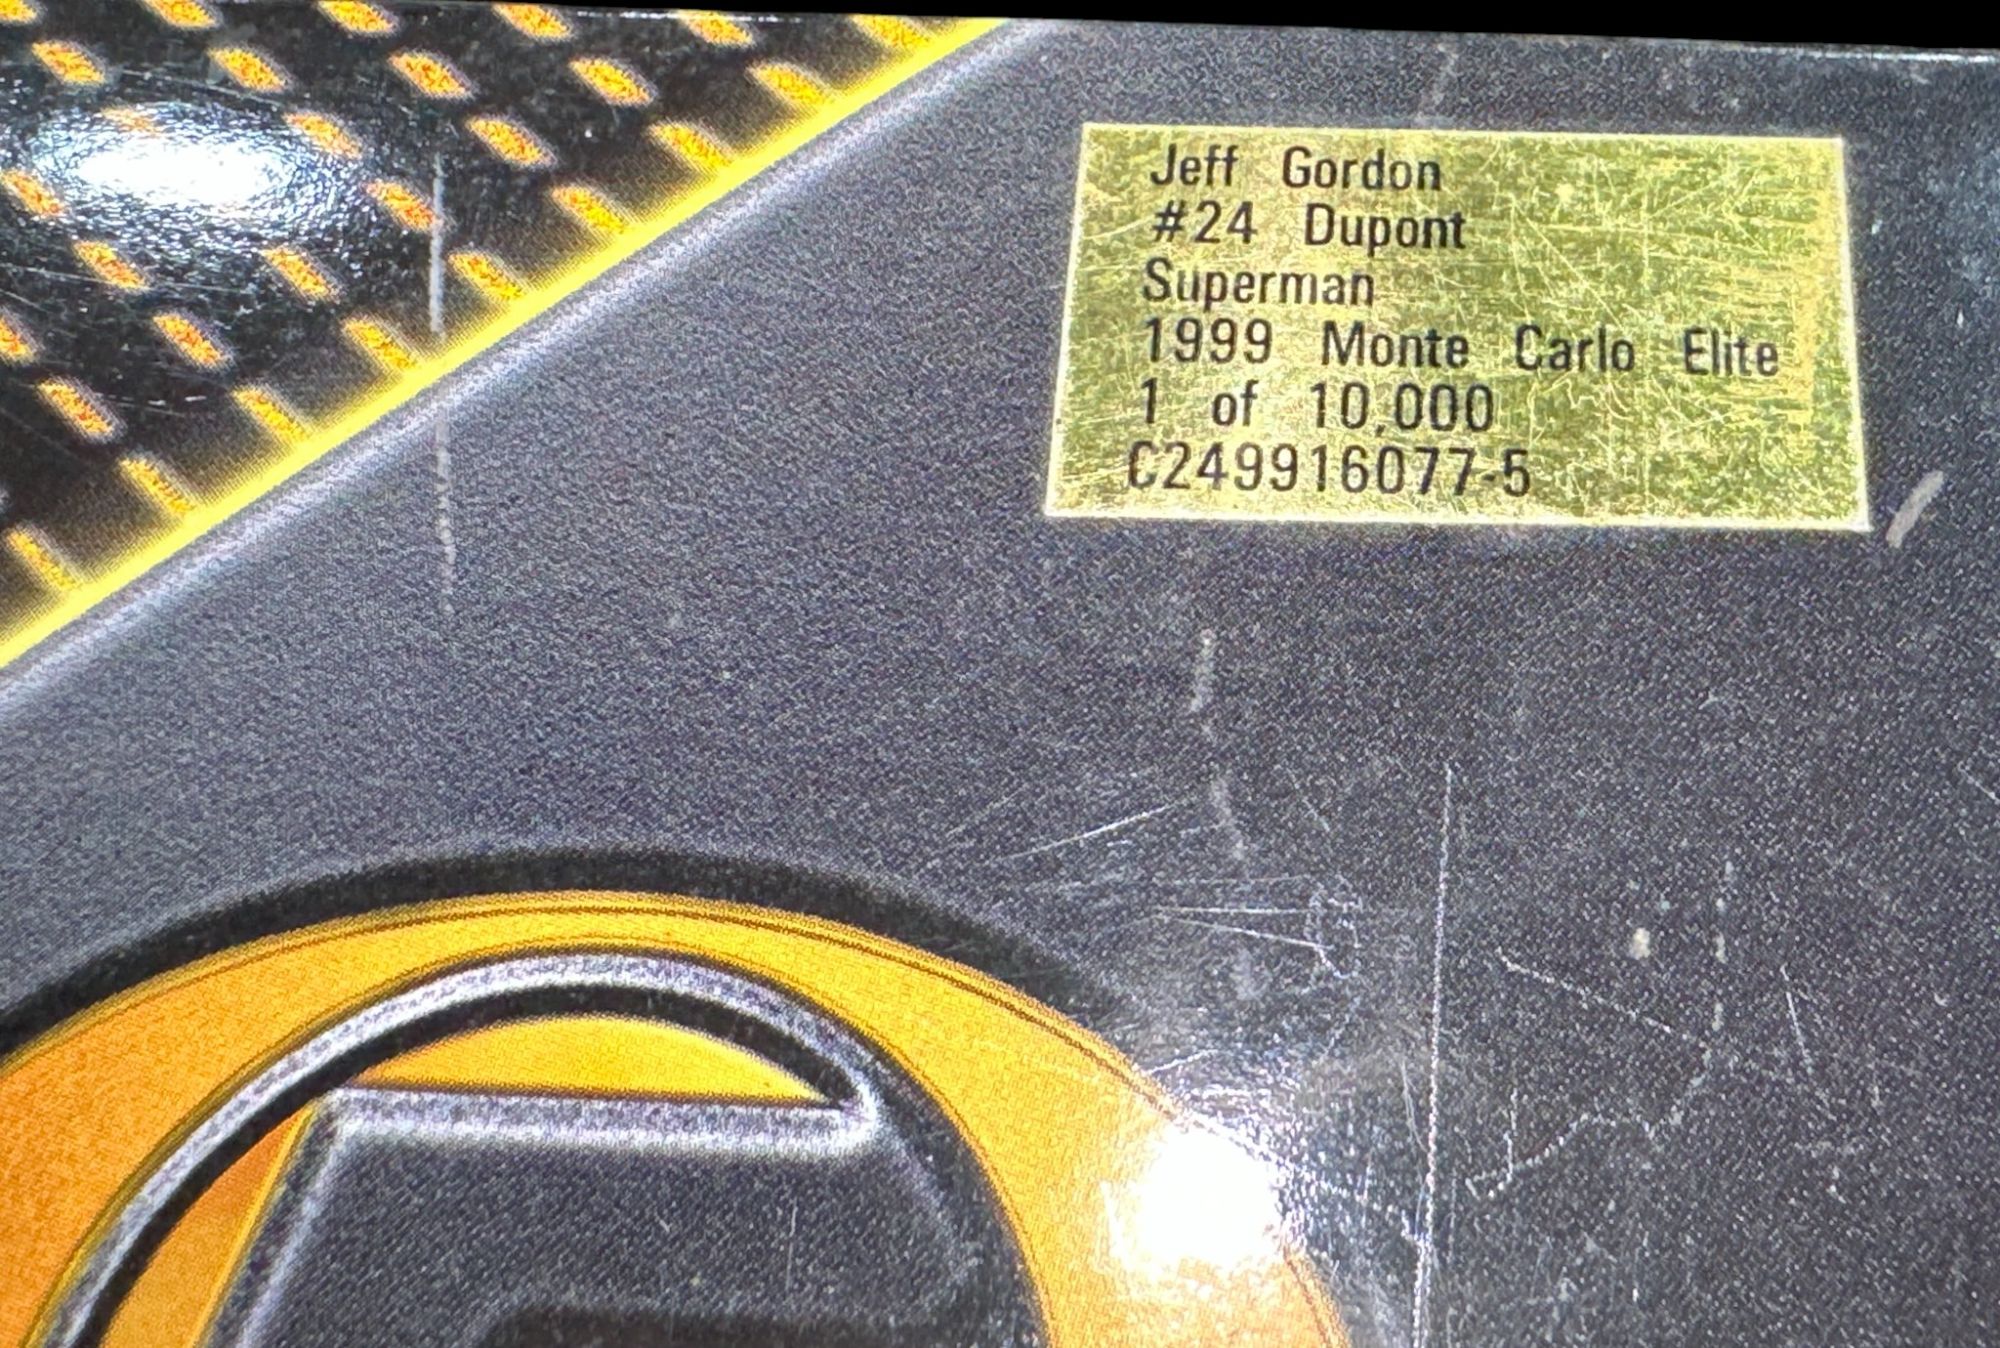 Jeff Gordon
#24 Dupont
Superman
1999 Monte Carlo Elite
1 of 10,000
C249916077-5